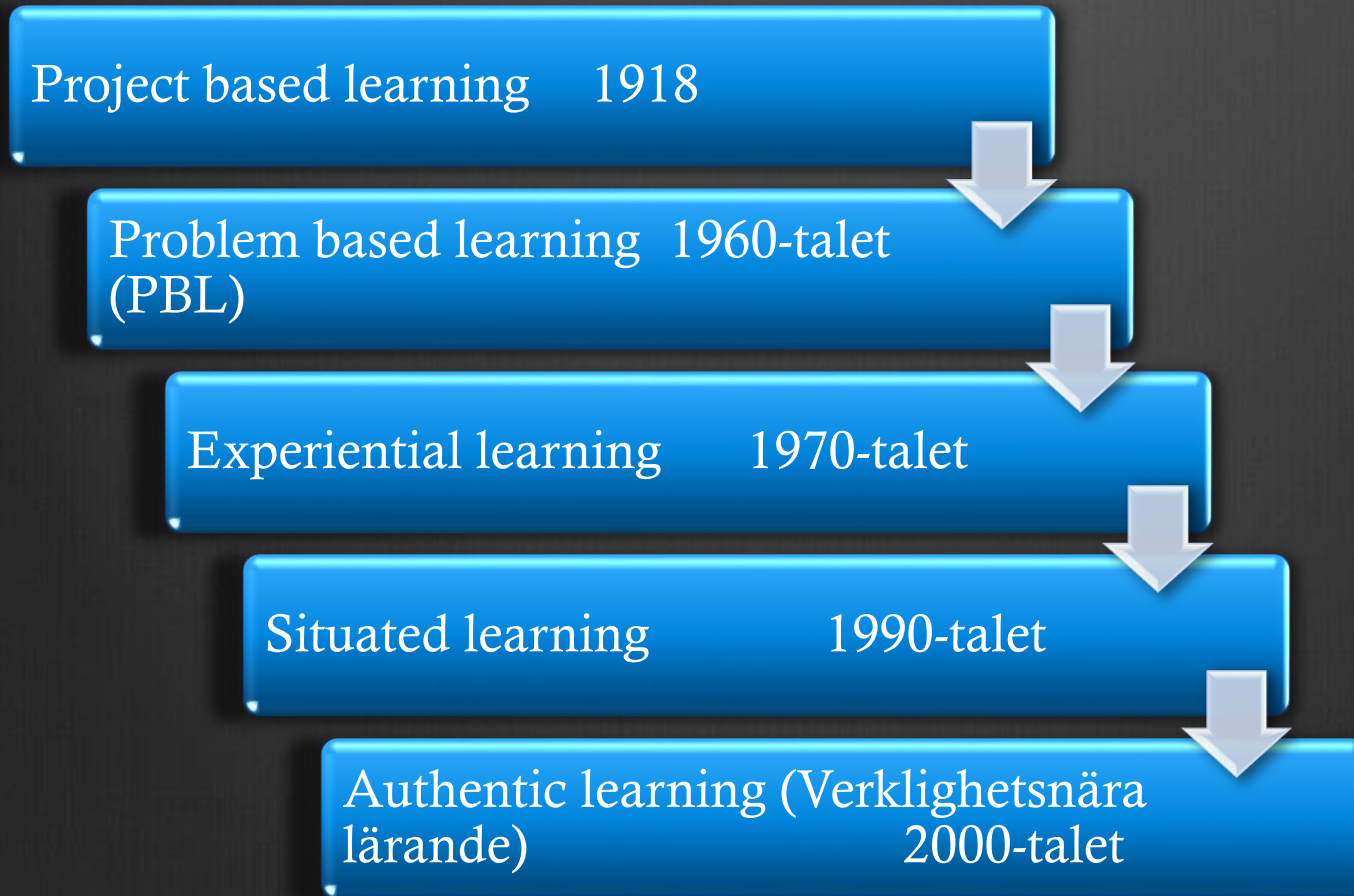 Project based learning 1918
Problem based learning 1960-talet
(PBL)
Experiential learning 1970-talet
Situated learning 1990-talet
Authentic learning (Verklighetsnära
lärande) 2000-talet